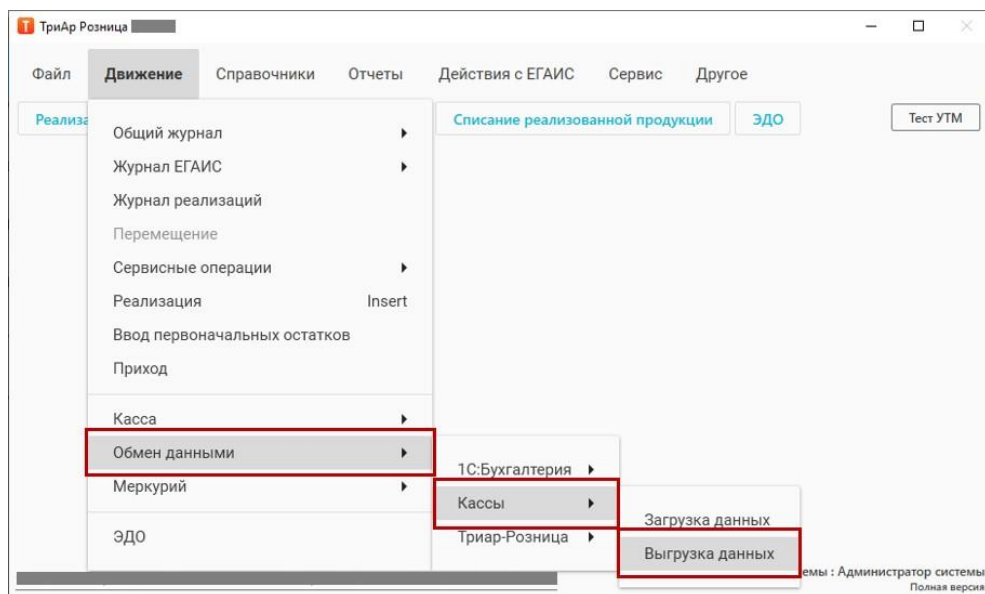 ТриАр Розница
Файл Движение Справочники Отчеты Действия с ЕГАИС Сервис Другое
Реализа Списание реализованной продукции ЭДО Тест УТМ
Общий журнал
Журнал ЕГАИС
Журнал реализаций
Перемещение
Сервисные операции
Реализация Insert
Ввод первоначальных остатков
Приход
Касса
Обмен данными
Меркурий
ЭДО
1С:Бухгалтерия
Кассы
Триар-Розница
Загрузка данных
Выгрузка данных
емы : Администратор системы
Полная версия